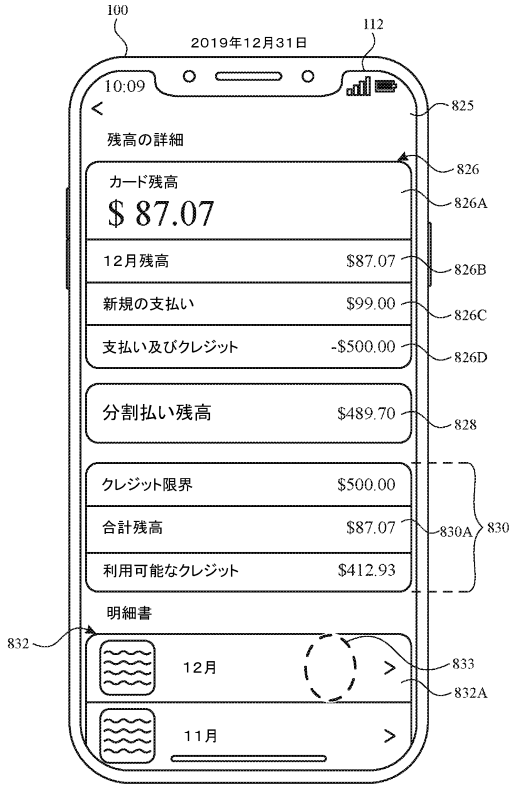 100
2019年12月31日
112
10:09
<
825
残高の詳細
826
カード残高
826A
$ 87.07
12月残高 $87.07
826B
新規の支払い $99.00
826C
支払い及びクレジット -$500.00
826D
分割払い残高 $489.70
828
クレジット限界 $500.00
合計残高 $87.07
830A
830
利用可能なクレジット $412.93
明細書
832
12月 >
833
832A
11月 >